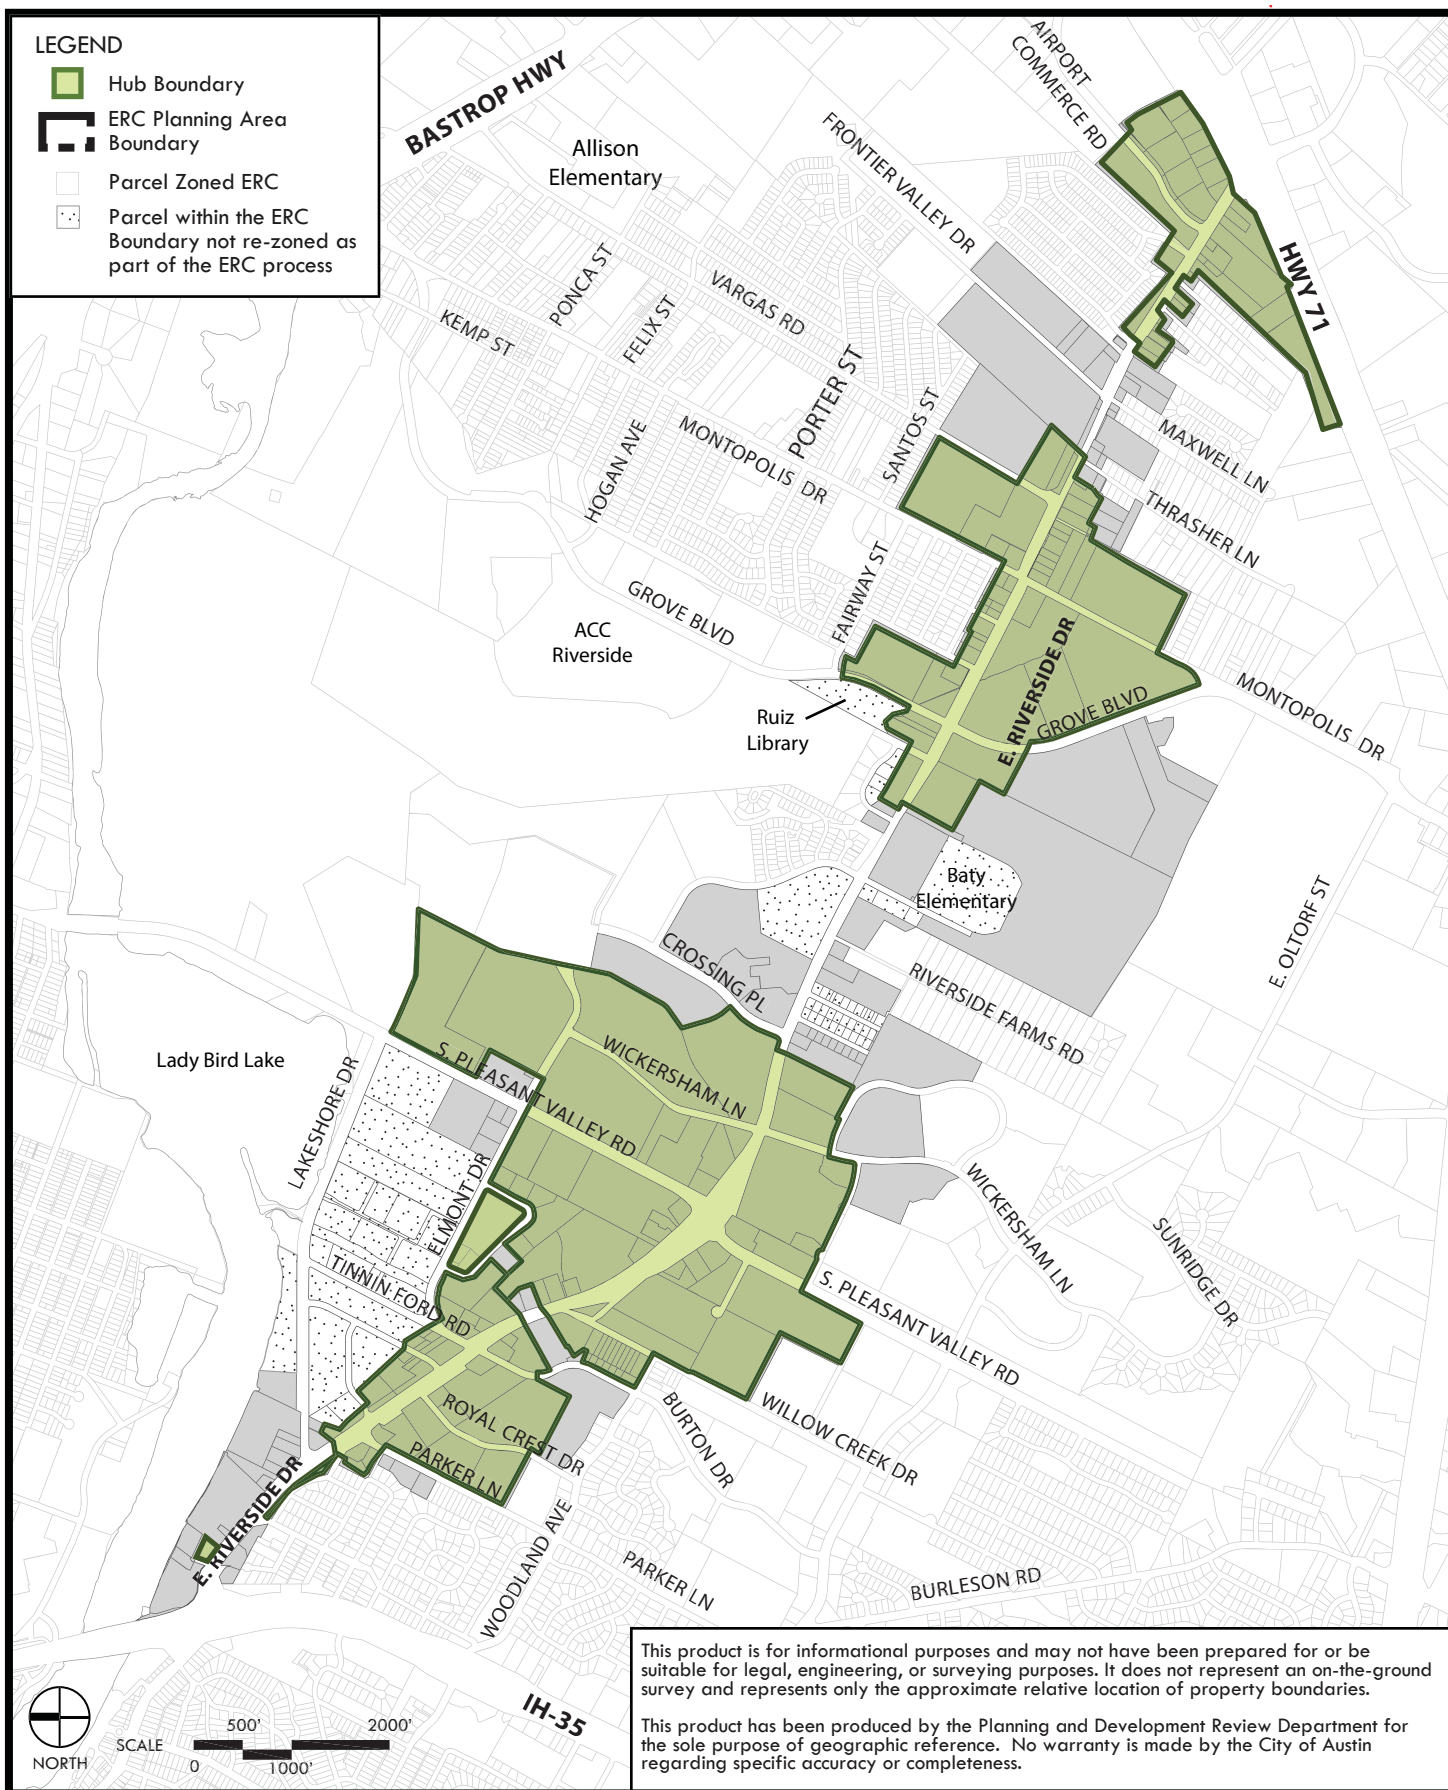 LEGEND
Hub Boundary
ERC Planning Area
Boundary
Parcel Zoned ERC
Parcel within the ERC
Boundary not re-zoned as
part of the ERC process
BASTROP HWY
Allison
Elementary
AIRPORT
COMMERCE RD
FRONTIER VALLEY DR
HWY 71
PONCA ST
VARGAS RD
FELIX ST
KEMP ST
PORTER ST
SANTOS ST
HOGAN AVE
MONTOPOLIS DR
MAXWELL LN
THRASHER LN
FAIRWAY ST
GROVE BLVD
ACC
Riverside
E. RIVERSIDE DR
GROVE BLVD
MONTOPOLIS DR
Ruiz
Library
Baty
Elementary
E. OLTORF ST
CROSSING PL
RIVERSIDE FARMS RD
Lady Bird Lake
LAKESHORE DR
S. PLEASANT VALLEY RD
WICKERSHAM LN
ELMONT DR
WICKERSHAM LN
SUNRIDGE DR
TINNIN FORD RD
S. PLEASANT VALLEY RD
ROYAL CREST DR
PARKER LN
BURTON DR
WILLOW CREEK DR
E. RIVERSIDE DR
WOODLAND AVE
PARKER LN
BURLESON RD
IH-35
NORTH
SCALE
500'
2000'
0
1000'
This product is for informational purposes and may not have been prepared for or be
suitable for legal, engineering, or surveying purposes. It does not represent an on-the-ground
survey and represents only the approximate relative location of property boundaries.
This product has been produced by the Planning and Development Review Department for
the sole purpose of geographic reference. No warranty is made by the City of Austin
regarding specific accuracy or completeness.